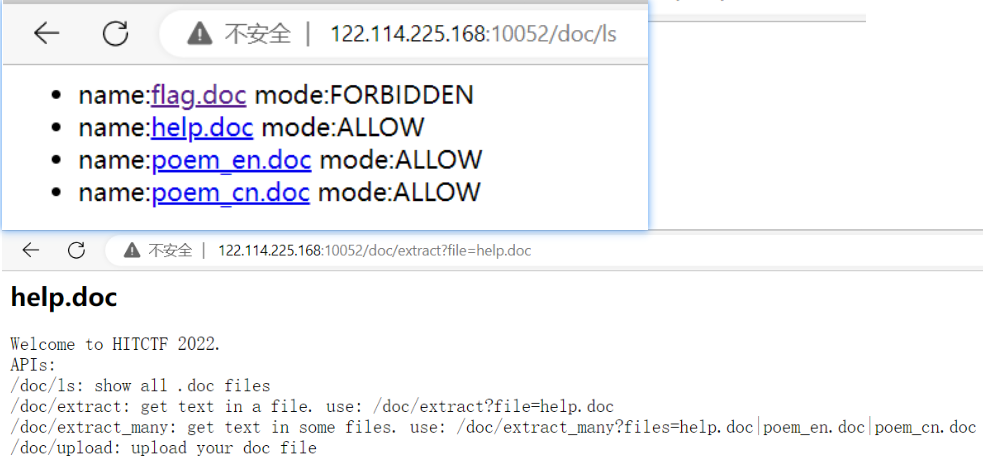 不安全 | 122.114.225.168:10052/doc/ls
name:flag.doc mode:FORBIDDEN
name:help.doc mode:ALLOW
name:poem_en.doc mode:ALLOW
name:poem_cn.doc mode:ALLOW
不安全 | 122.114.225.168:10052/doc/extract?file=help.doc
help.doc
Welcome to HITCTF 2022.
APIs:
/doc/ls: show all .doc files
/doc/extract: get text in a file. use: /doc/extract?file=help.doc
/doc/extract_many: get text in some files. use: /doc/extract_many?files=help.doc|poem_en.doc|poem_cn.doc
/doc/upload: upload your doc file